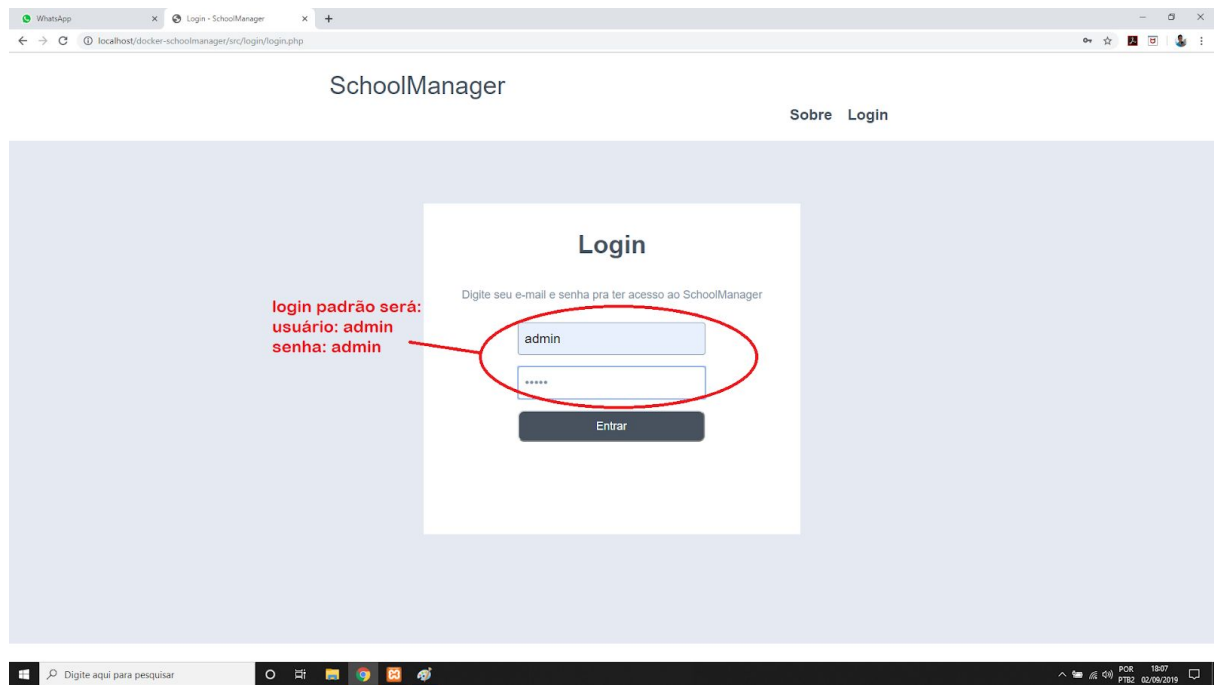 WhatsApp
Login - SchoolManager
localhost/docker-schoolmanager/src/login/login.php
SchoolManager
Sobre Login
Login
Digite seu e-mail e senha pra ter acesso ao SchoolManager
login padrão será:
usuário: admin
senha: admin
admin
•••••
Entrar
Digite aqui para pesquisar
POR 18:07
PTB2 02/09/2019